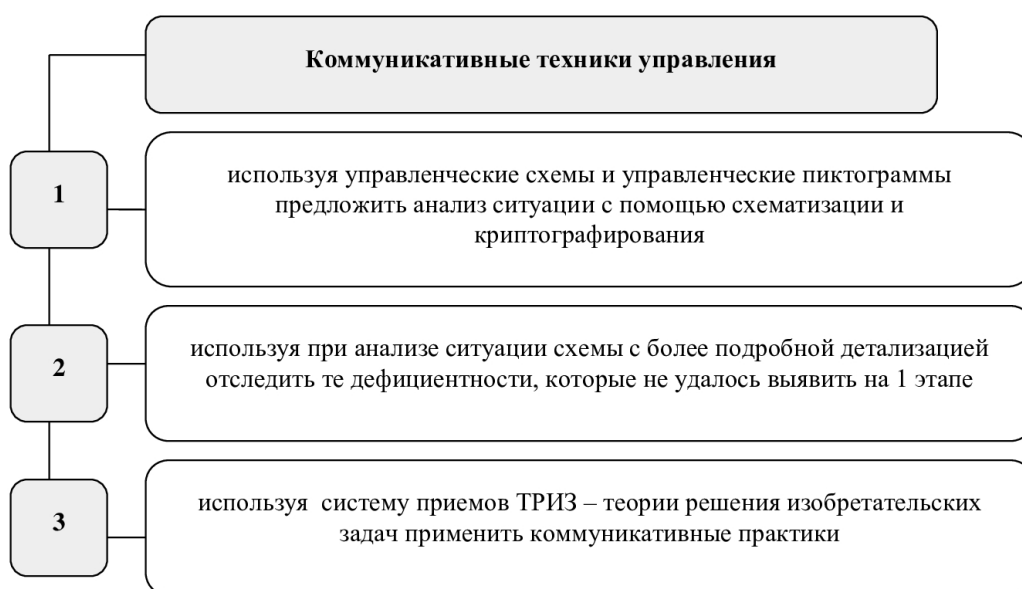 Коммуникативные техники управления
1
используя управленческие схемы и управленческие пиктограммы
предложить анализ ситуации с помощью схематизации и
криптографирования
2
используя при анализе ситуации схемы с более подробной детализацией
отследить те дефициентности, которые не удалось выявить на 1 этапе
3
используя систему приемов ТРИЗ – теории решения изобретательских
задач применить коммуникативные практики